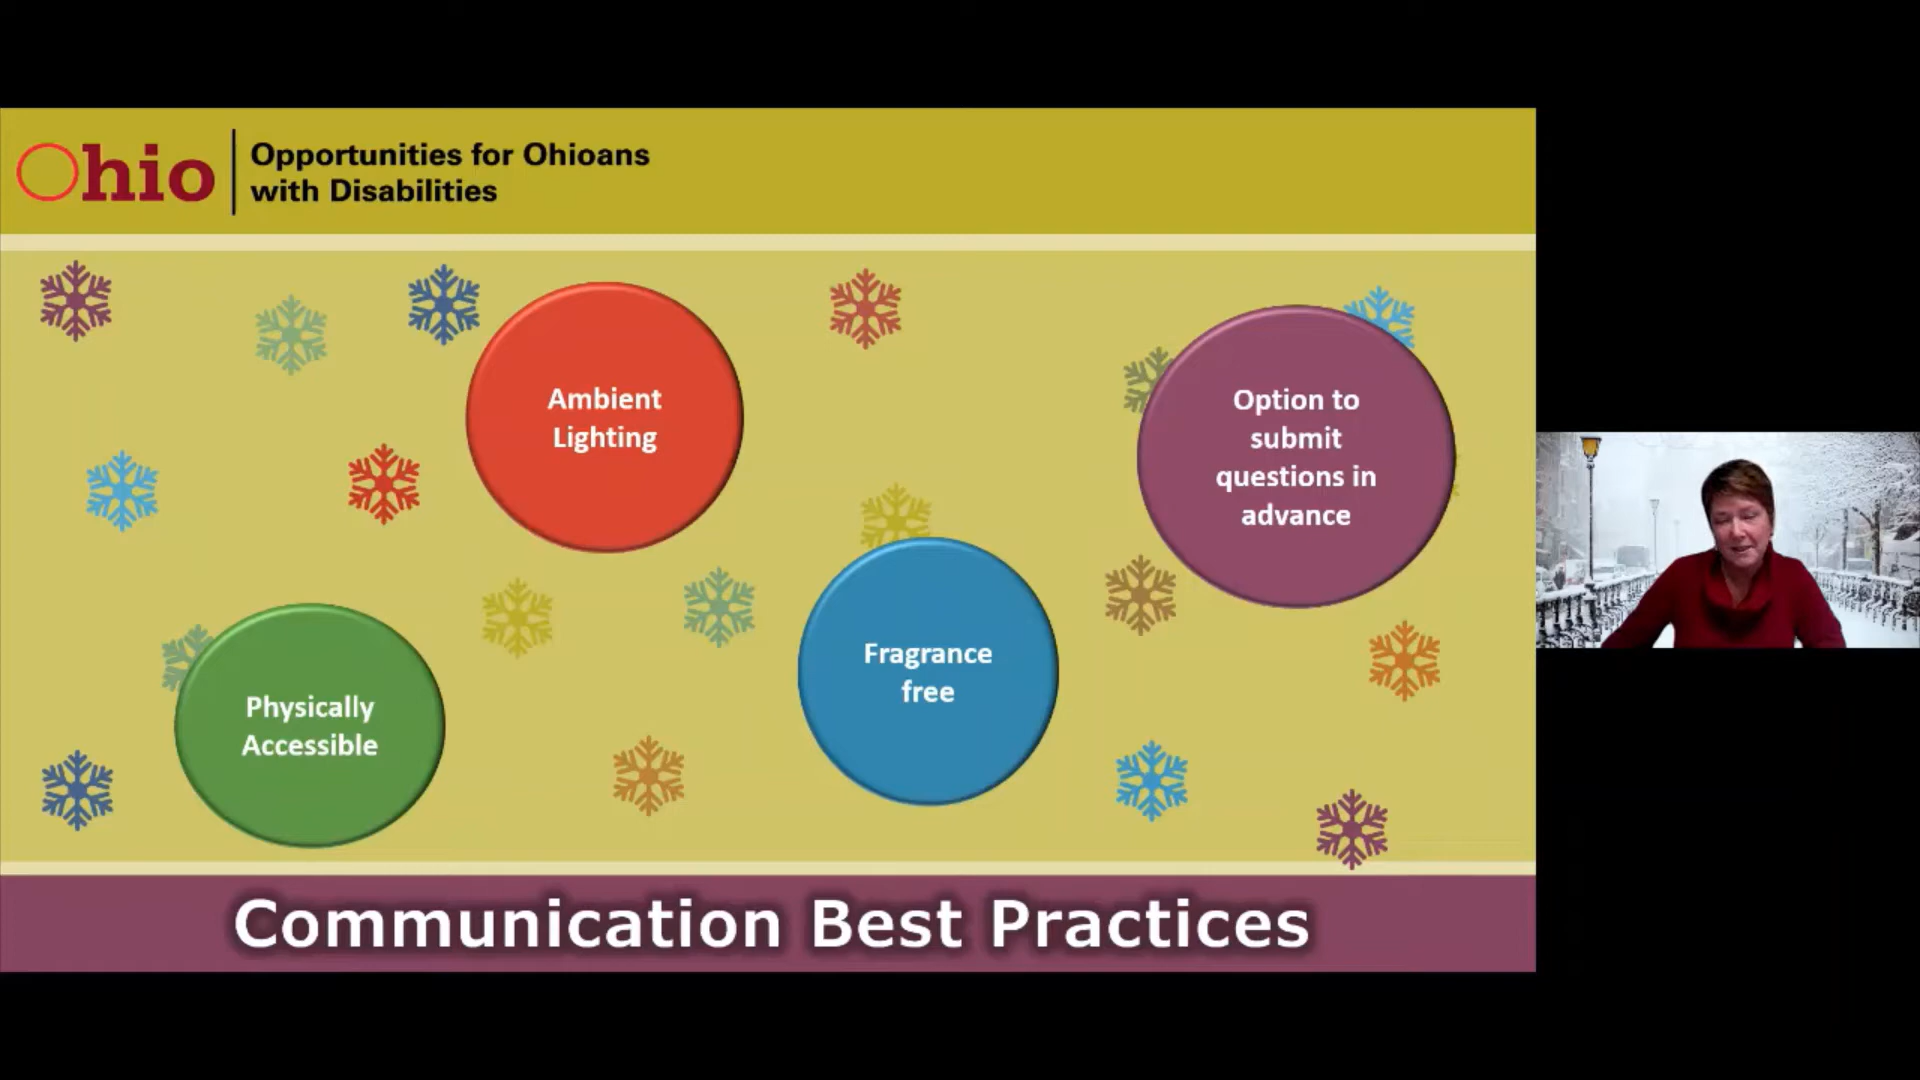 Ohio
Opportunities for Ohioans
with Disabilities
Ambient
Lighting
Option to
submit
questions in
advance
Fragrance
free
Physically
Accessible
Communication Best Practices